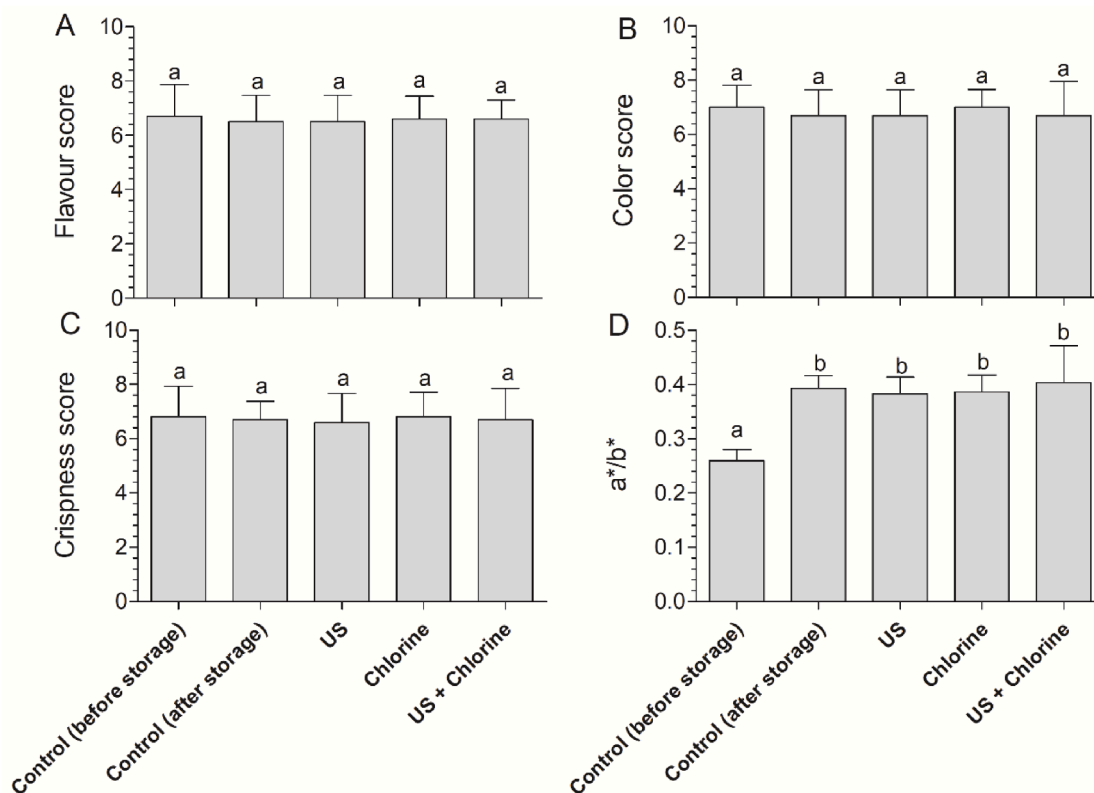 A
Flavour score
10
8
6
4
2
0
a
a
a
a
a
B
Color score
10
8
6
4
2
0
a
a
a
a
a
C
Crispness score
10
8
6
4
2
0
a
a
a
a
a
Control (before storage)
Control (after storage)
US
Chlorine
US + Chlorine
D
a*/b*
0.5
0.4
0.3
0.2
0.1
0.0
a
b
b
b
b
Control (before storage)
Control (after storage)
US
Chlorine
US + Chlorine